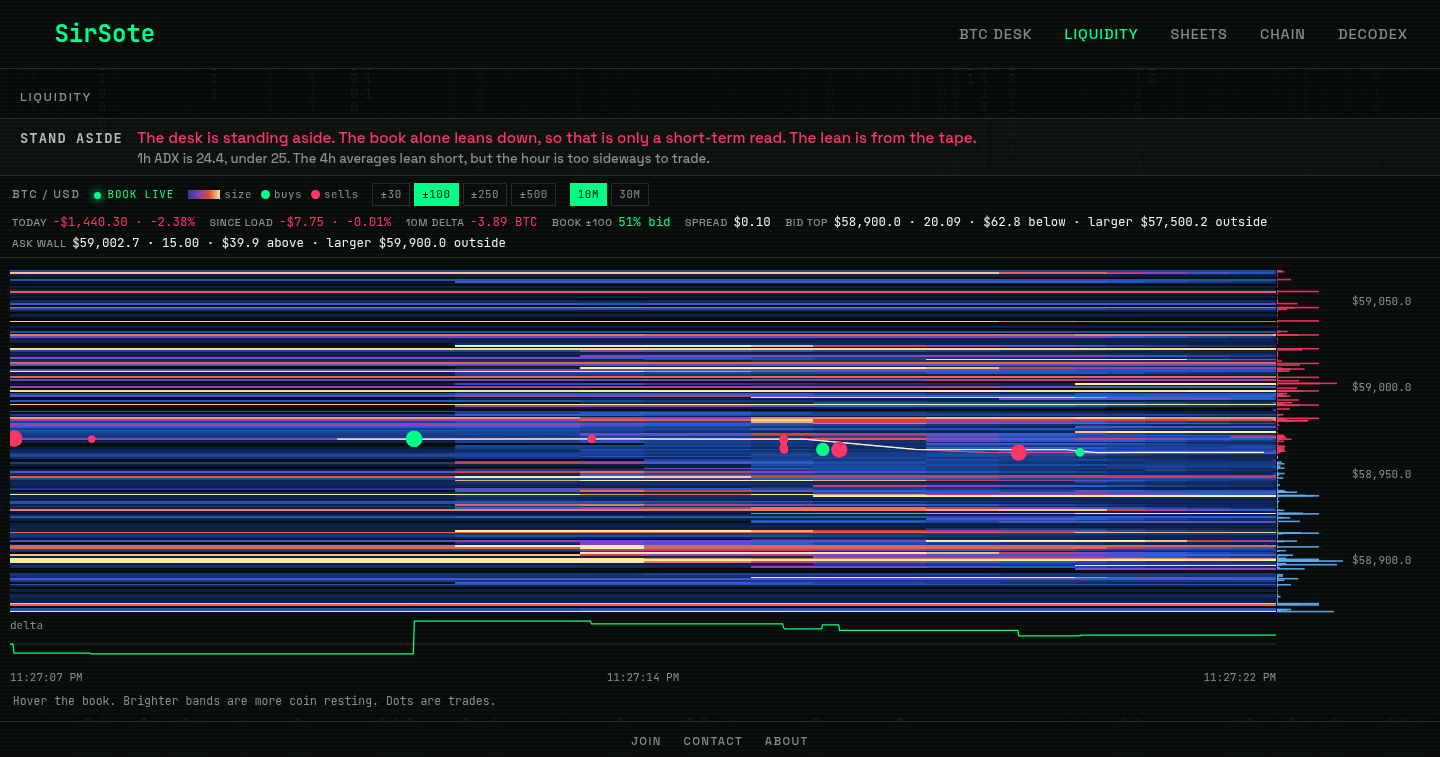 SirSote
BTC DESK LIQUIDITY SHEETS CHAIN DECODEX
LIQUIDITY
STAND ASIDE The desk is standing aside. The book alone leans down, so that is only a short-term read. The lean is from the tape.
1h ADX is 24.4, under 25. The 4h averages lean short, but the hour is too sideways to trade.
BTC / USD BOOK LIVE size buys sells ±30 ±100 ±250 ±500 10M 30M
TODAY -$1,440.30 · -2.38% SINCE LOAD -$7.75 · -0.01% 10M DELTA -3.89 BTC BOOK ±100 51% bid SPREAD $0.10 BID TOP $58,900.0 · 20.09 · $62.8 below · larger $57,500.2 outside
ASK WALL $59,002.7 · 15.00 · $39.9 above · larger $59,900.0 outside
$59,050.0
$59,000.0
$58,950.0
$58,900.0
delta
11:27:07 PM 11:27:14 PM 11:27:22 PM
Hover the book. Brighter bands are more coin resting. Dots are trades.
JOIN CONTACT ABOUT